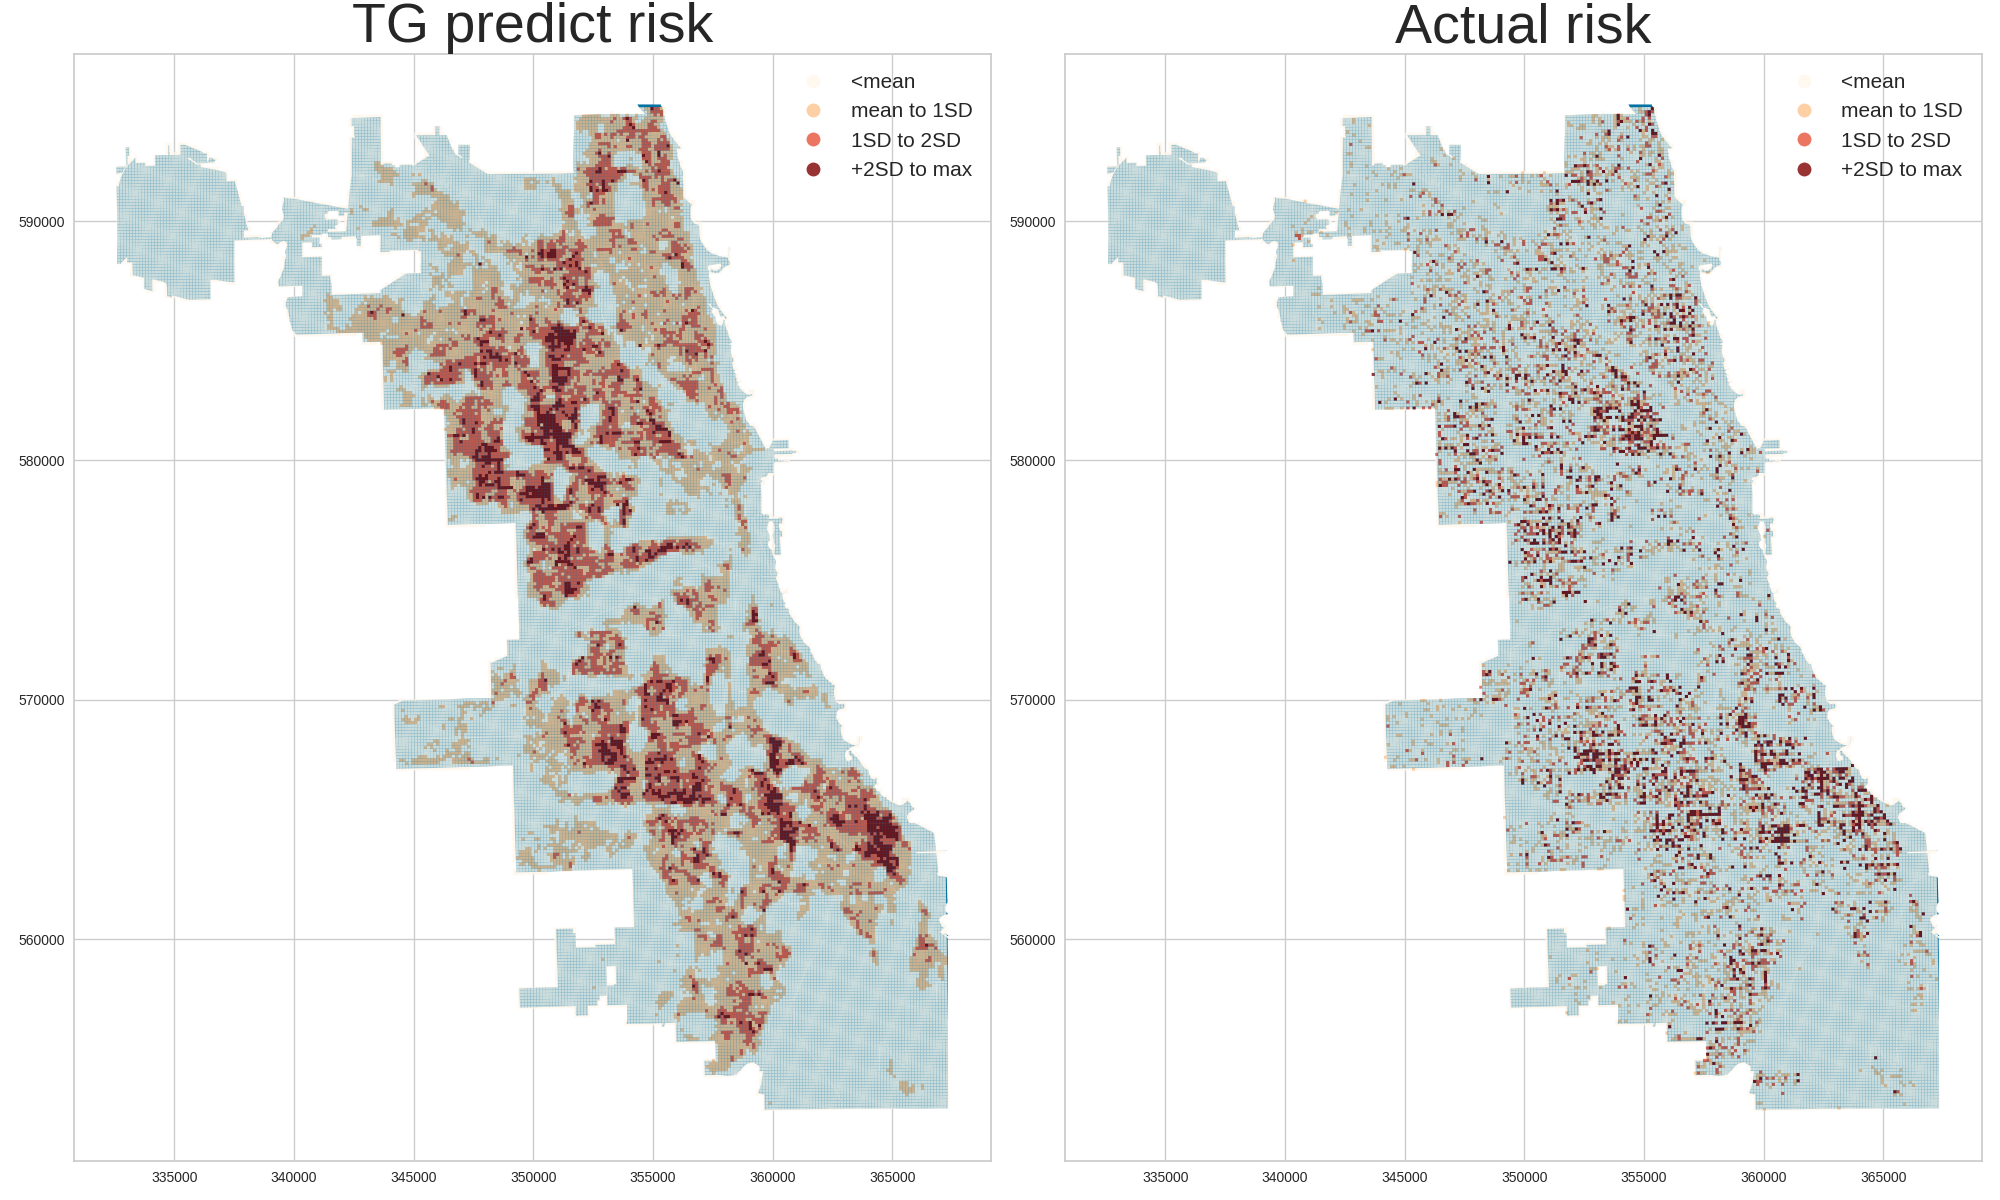 TG predict risk
<mean
mean to 1SD
1SD to 2SD
+2SD to max
590000
580000
570000
560000
335000 340000 345000 350000 355000 360000 365000
Actual risk
<mean
mean to 1SD
1SD to 2SD
+2SD to max
590000
580000
570000
560000
335000 340000 345000 350000 355000 360000 365000